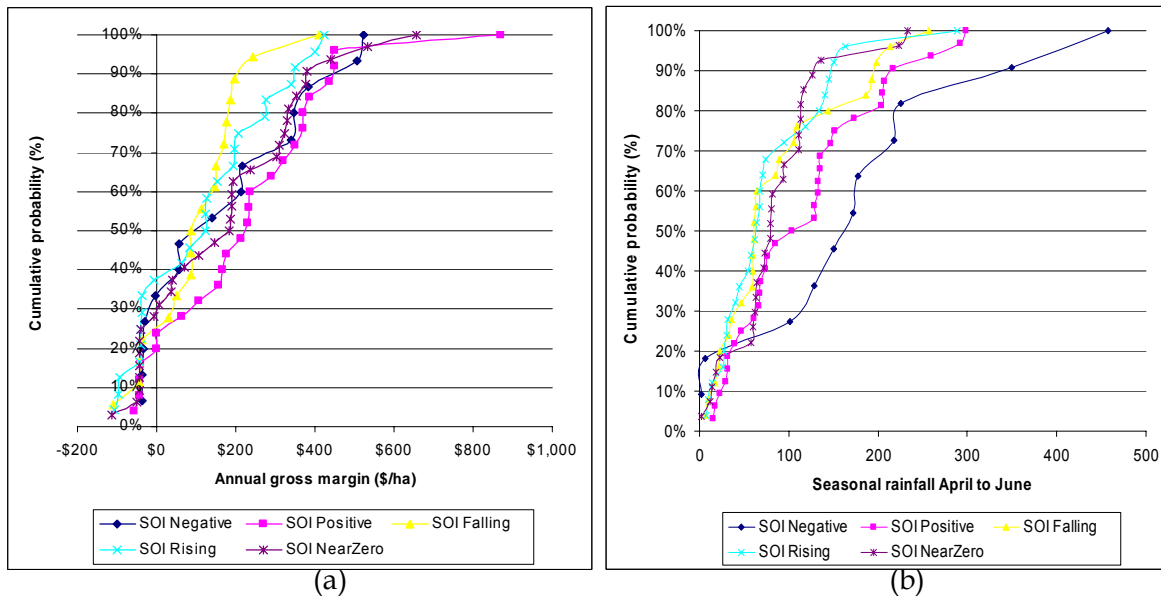 100%
90%
80%
70%
60%
50%
40%
30%
20%
10%
0%
Cumulative probability (%)
-$200 $0 $200 $400 $600 $800 $1,000
Annual gross margin ($/ha)
SOI Negative SOI Positive SOI Falling
SOI Rising SOI NearZero
(a)
100%
90%
80%
70%
60%
50%
40%
30%
20%
10%
0%
Cumulative probability (%)
0 100 200 300 400 500
Seasonal rainfall April to June
SOI Negative SOI Positive SOI Falling
SOI Rising SOI NearZero
(b)